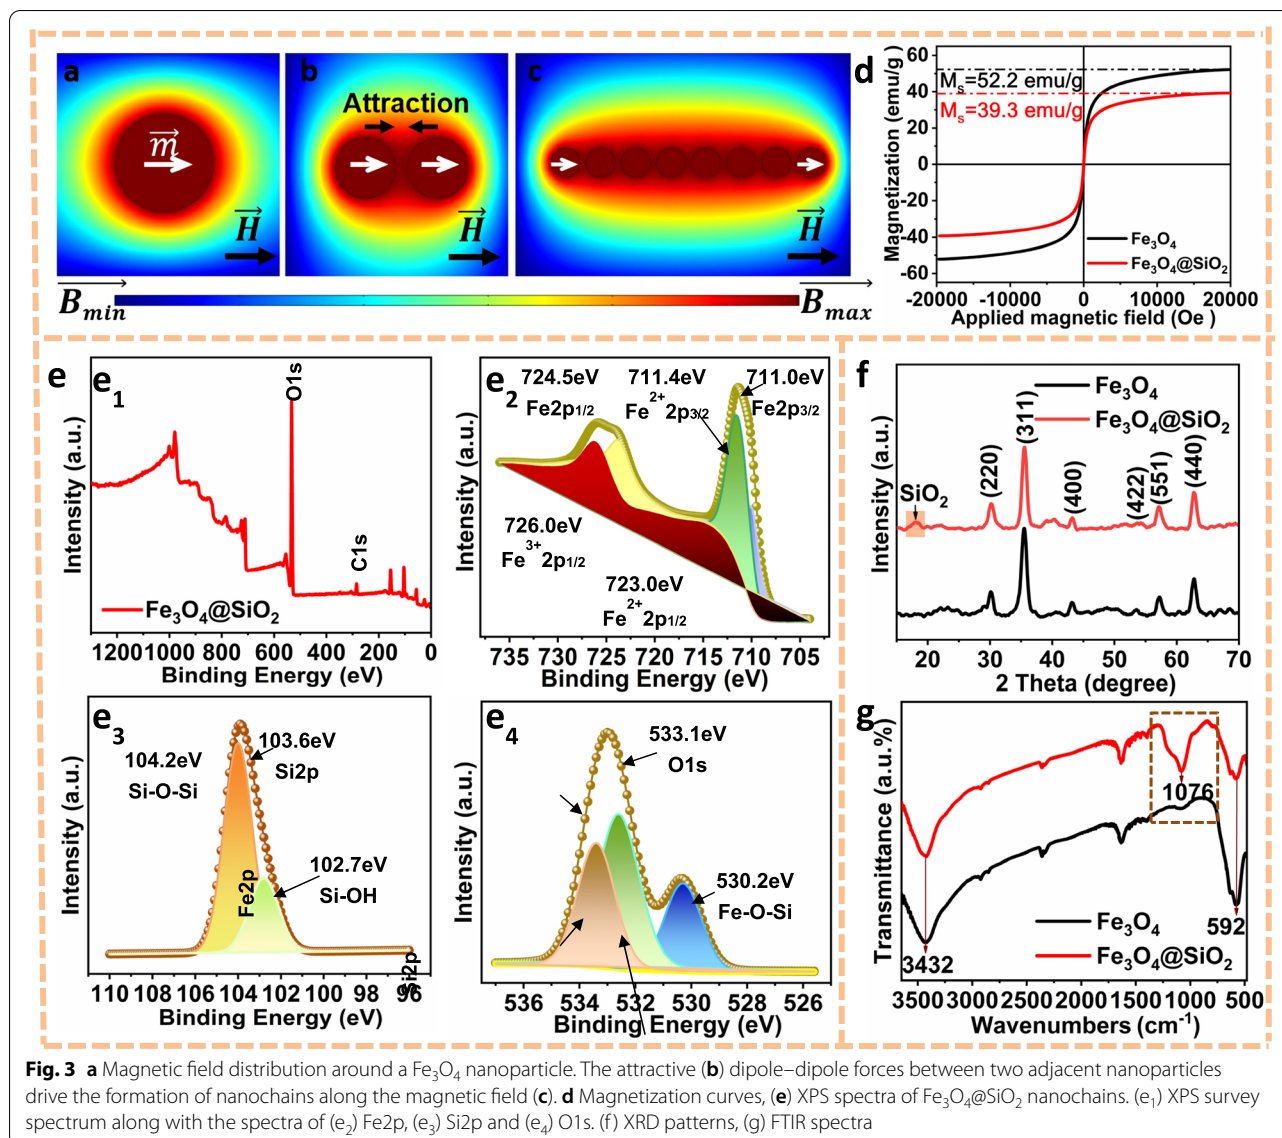 a
m
H
b
Attraction
H
c
H
B min
B max
d
Magnetization (emu/g)
60
40
20
0
-20
-40
-60
Ms=52.2 emu/g
Ms=39.3 emu/g
Fe3O4
Fe3O4@SiO2
-20000 -10000 0 10000 20000
Applied magnetic field (Oe )
e
e1
Intensity (a.u.)
O1s
C1s
Fe3O4@SiO2
1200 1000 800 600 400 200 0
Binding Energy (eV)
e2
Intensity (a.u.)
724.5eV
Fe2p1/2
711.4eV
Fe2+ 2p3/2
711.0eV
Fe2p3/2
726.0eV
Fe3+ 2p1/2
723.0eV
Fe2+ 2p1/2
735 730 725 720 715 710 705
Binding Energy (eV)
f
Intensity (a.u.)
Fe3O4
Fe3O4@SiO2
SiO2
(220)
(311)
(400)
(422)
(551)
(440)
20 30 40 50 60 70
2 Theta (degree)
e3
Intensity (a.u.)
104.2eV
Si-O-Si
103.6eV
Si2p
102.7eV
Si-OH
Fe2p
Si2p
110 108 106 104 102 100 98 96
Binding Energy (eV)
e4
Intensity (a.u.)
533.1eV
O1s
530.2eV
Fe-O-Si
536 534 532 530 528 526
Binding Energy (eV)
g
Transmittance (a.u.%)
1076
592
3432
Fe3O4
Fe3O4@SiO2
3500 3000 2500 2000 1500 1000 500
Wavenumbers (cm-1)
Fig. 3 a Magnetic field distribution around a Fe3O4 nanoparticle. The attractive (b) dipole–dipole forces between two adjacent nanoparticles
drive the formation of nanochains along the magnetic field (c). d Magnetization curves, (e) XPS spectra of Fe3O4@SiO2 nanochains. (e1) XPS survey
spectrum along with the spectra of (e2) Fe2p, (e3) Si2p and (e4) O1s. (f) XRD patterns, (g) FTIR spectra